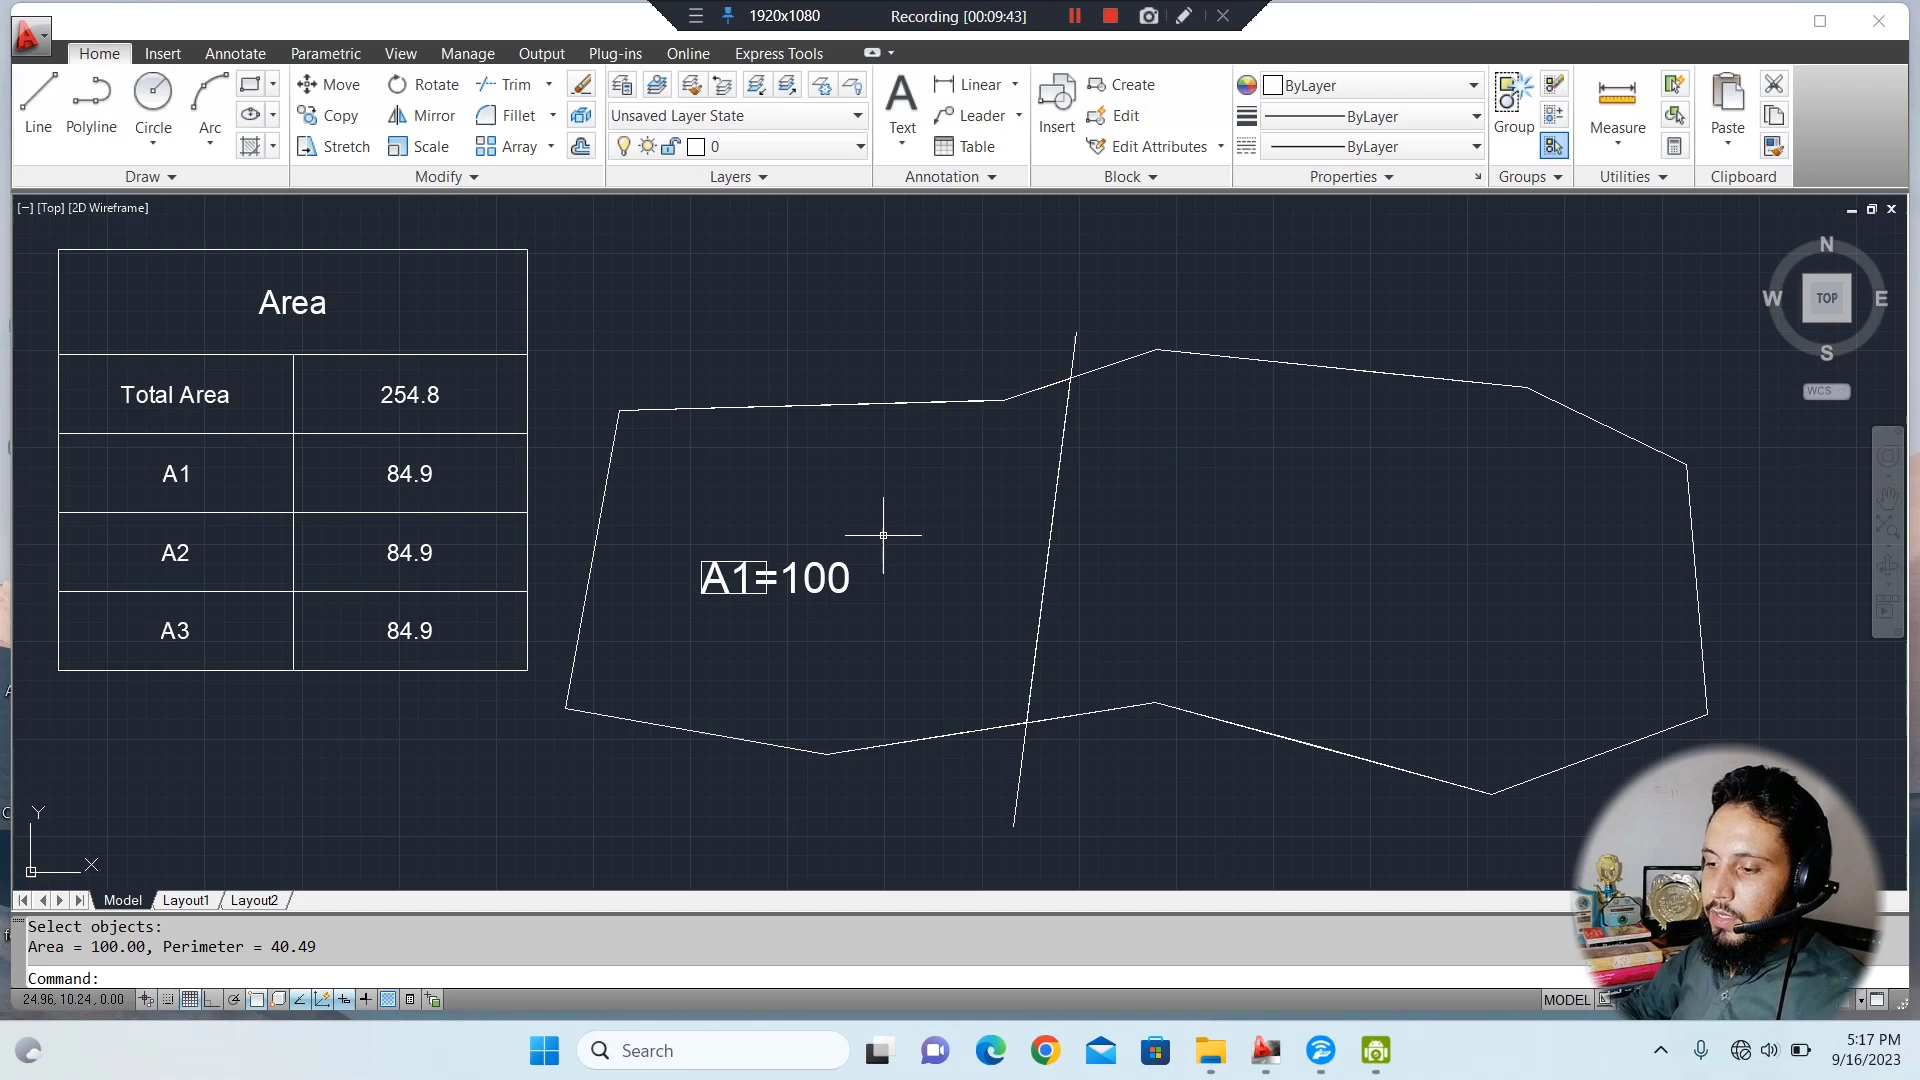 1920x1080 Recording [00:09:43]
Home Insert Annotate Parametric View Manage Output Plug-ins Online Express Tools
Move Rotate Trim
Line Polyline Circle Arc
Copy Mirror Fillet
Stretch Scale Array
Draw Modify
Unsaved Layer State
0
Layers
Text
Linear
Leader
Table
Annotation
Insert
Create
Edit
Edit Attributes
Block
ByLayer
ByLayer
ByLayer
Properties
Group
Groups
Measure
Utilities
Paste
Clipboard
[−] [Top] [2D Wireframe]
Area
Total Area 254.8
A1 84.9
A2 84.9
A3 84.9
A1=100
N
W TOP E
S
WCS
Y
X
Model Layout1 Layout2
Select objects:
Area = 100.00, Perimeter = 40.49
Command:
24.96, 10.24, 0.00
MODEL
Search
5:17 PM
9/16/2023